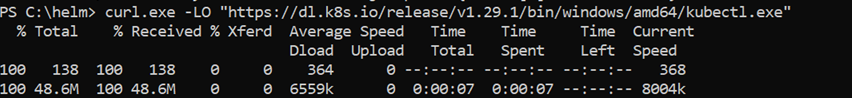 PS C:\helm> curl.exe -LO "https://dl.k8s.io/release/v1.29.1/bin/windows/amd64/kubectl.exe"
  % Total    % Received % Xferd  Average Speed   Time    Time     Time  Current
                                 Dload  Upload   Total   Spent    Left  Speed
100   138  100   138    0     0    364      0 --:--:-- --:--:-- --:--:--   368
100 48.6M  100 48.6M    0     0  6559k      0  0:00:07  0:00:07 --:--:-- 8004k